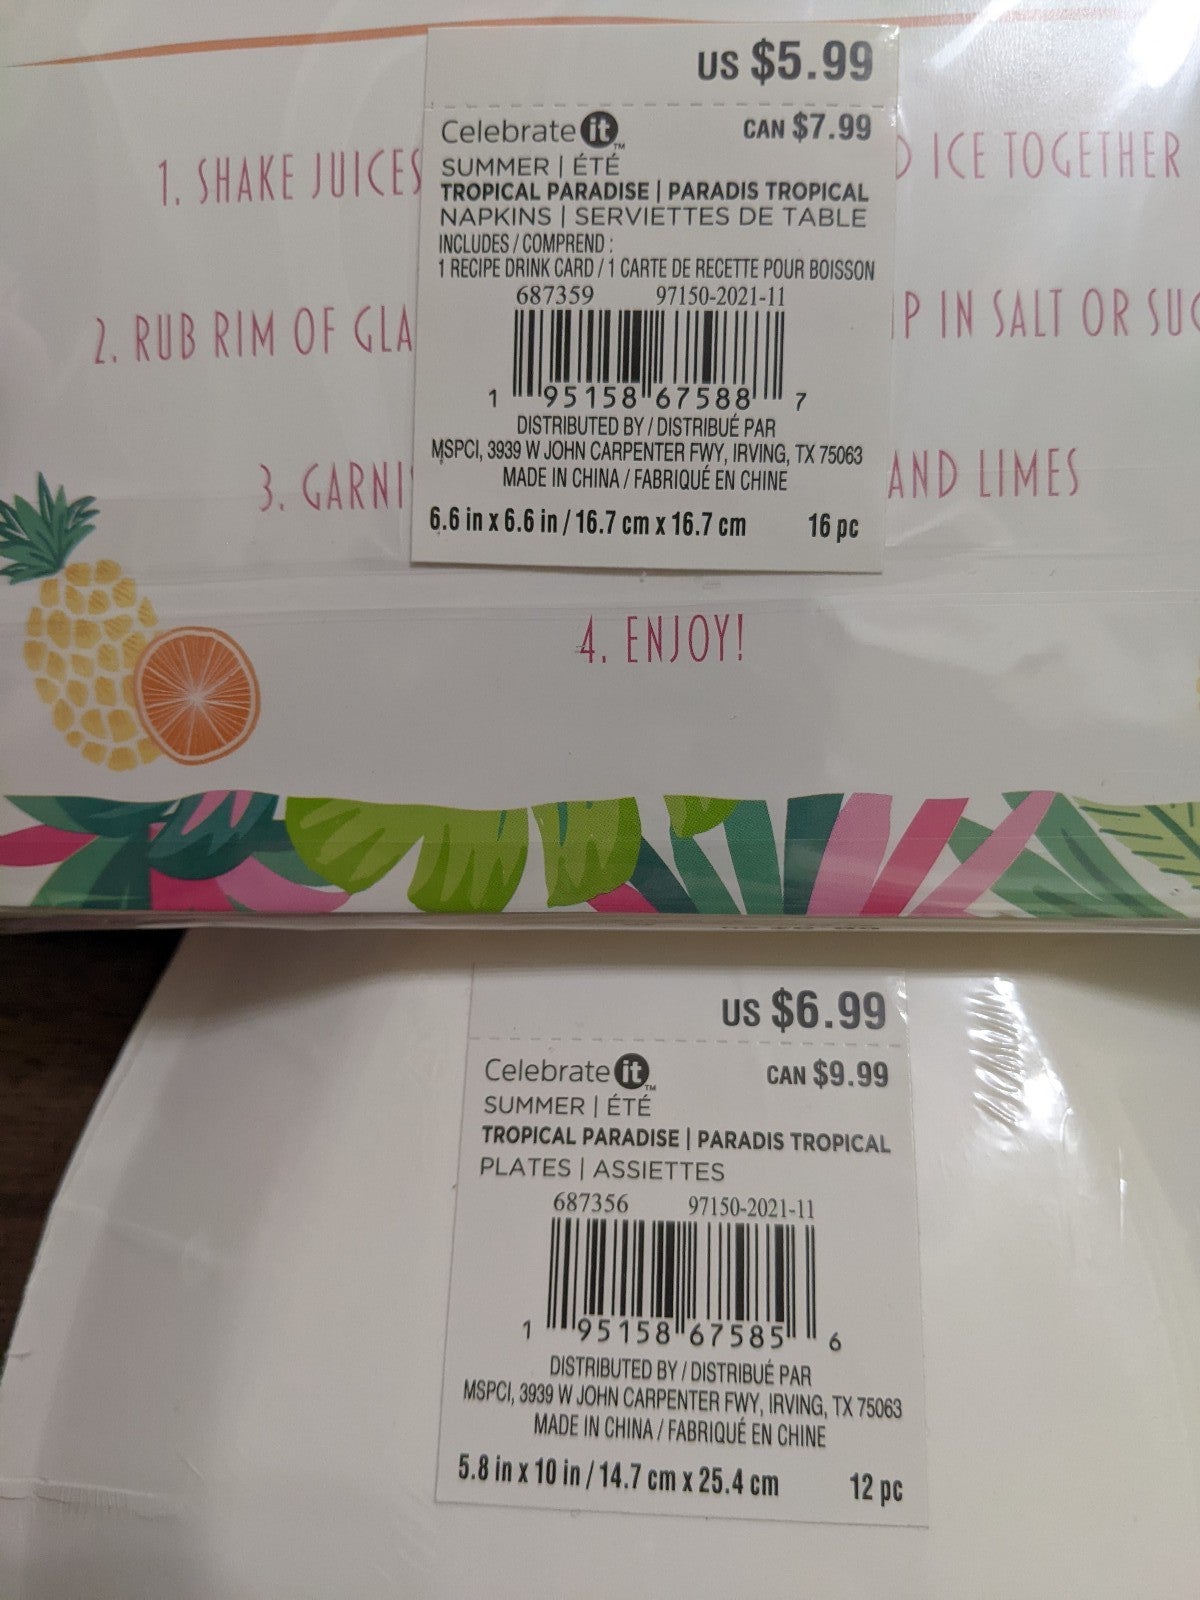 US $5.99
Celebrate it™ CAN $7.99
SUMMER | ÉTÉ
TROPICAL PARADISE | PARADIS TROPICAL
NAPKINS | SERVIETTES DE TABLE
INCLUDES / COMPREND :
1 RECIPE DRINK CARD / 1 CARTE DE RECETTE POUR BOISSON
687359 97150-2021-11
1 95158 67588 7
DISTRIBUTED BY / DISTRIBUÉ PAR
MSPCI, 3939 W JOHN CARPENTER FWY, IRVING, TX 75063
MADE IN CHINA / FABRIQUÉ EN CHINE
6.6 in x 6.6 in / 16.7 cm x 16.7 cm 16 pc
1. SHAKE JUICES ICE TOGETHER
2. RUB RIM OF GLA P IN SALT OR SUG
3. GARNI AND LIMES
4. ENJOY!
US $6.99
Celebrate it™ CAN $9.99
SUMMER | ÉTÉ
TROPICAL PARADISE | PARADIS TROPICAL
PLATES | ASSIETTES
687356 97150-2021-11
1 95158 67585 6
DISTRIBUTED BY / DISTRIBUÉ PAR
MSPCI, 3939 W JOHN CARPENTER FWY, IRVING, TX 75063
MADE IN CHINA / FABRIQUÉ EN CHINE
5.8 in x 10 in / 14.7 cm x 25.4 cm 12 pc